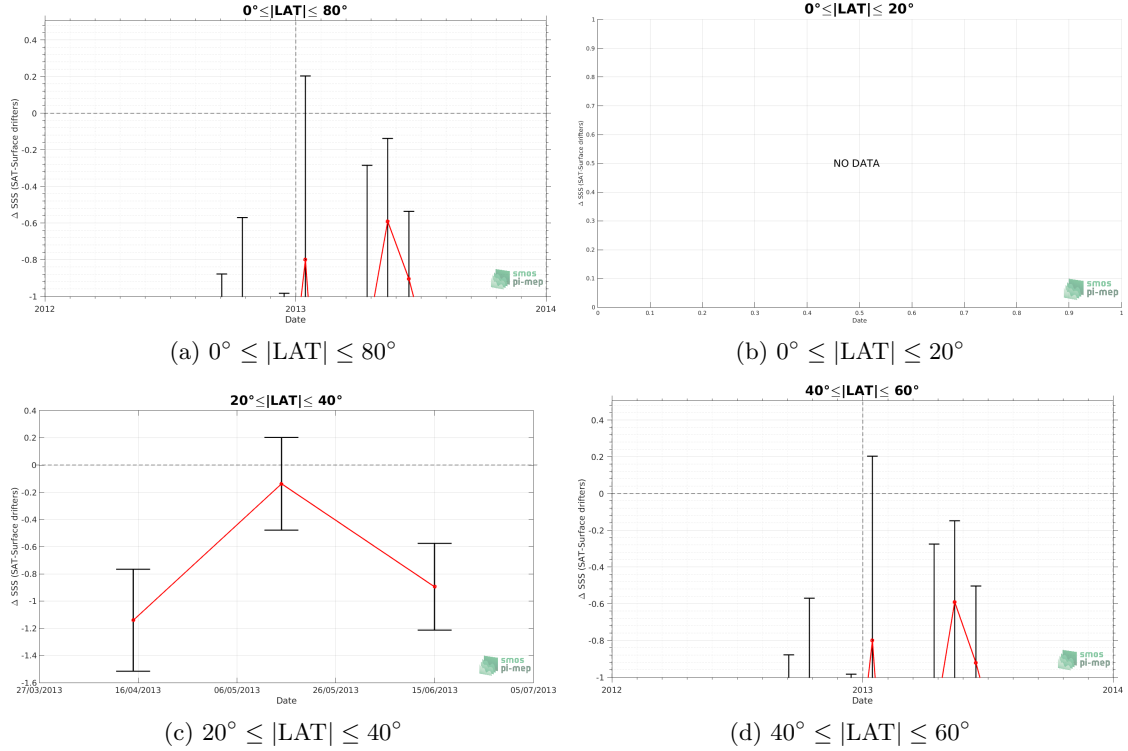 0°≤|LAT|≤ 80°
Δ SSS (SAT-Surface drifters)
0.4
0.2
0
-0.2
-0.4
-0.6
-0.8
-1
2012
2013
2014
Date
smos
pi-mep
(a) 0° ≤ |LAT| ≤ 80°
0°≤|LAT|≤ 20°
Δ SSS (SAT-Surface drifters)
1
0.9
0.8
0.7
0.6
0.5
0.4
0.3
0.2
0.1
0
NO DATA
0
0.1
0.2
0.3
0.4
0.5
0.6
0.7
0.8
0.9
1
Date
smos
pi-mep
(b) 0° ≤ |LAT| ≤ 20°
20°≤|LAT|≤ 40°
Δ SSS (SAT-Surface drifters)
0.4
0.2
0
-0.2
-0.4
-0.6
-0.8
-1
-1.2
-1.4
-1.6
27/03/2013
16/04/2013
06/05/2013
26/05/2013
15/06/2013
05/07/2013
Date
smos
pi-mep
(c) 20° ≤ |LAT| ≤ 40°
40°≤|LAT|≤ 60°
Δ SSS (SAT-Surface drifters)
0.4
0.2
0
-0.2
-0.4
-0.6
-0.8
-1
2012
2013
2014
Date
smos
pi-mep
(d) 40° ≤ |LAT| ≤ 60°